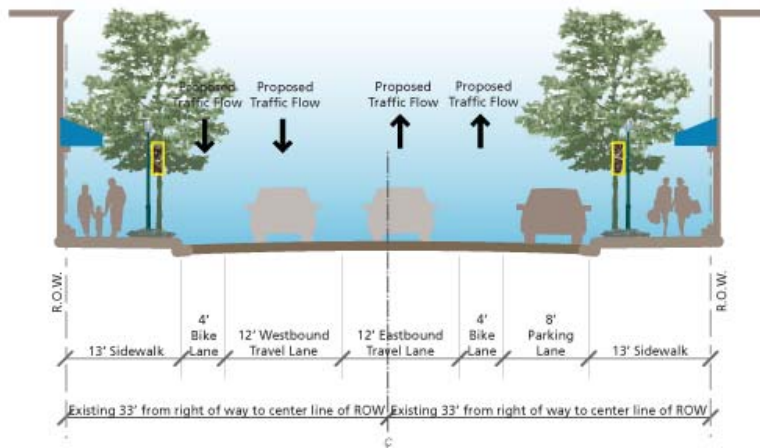 Proposed
Traffic Flow
Proposed
Traffic Flow
Proposed
Traffic Flow
Proposed
Traffic Flow
R.O.W.
R.O.W.
13' Sidewalk
4'
Bike
Lane
12' Westbound
Travel Lane
12' Eastbound
Travel Lane
4'
Bike
Lane
8'
Parking
Lane
13' Sidewalk
Existing 33' from right of way to center line of ROW
Existing 33' from right of way to center line of ROW